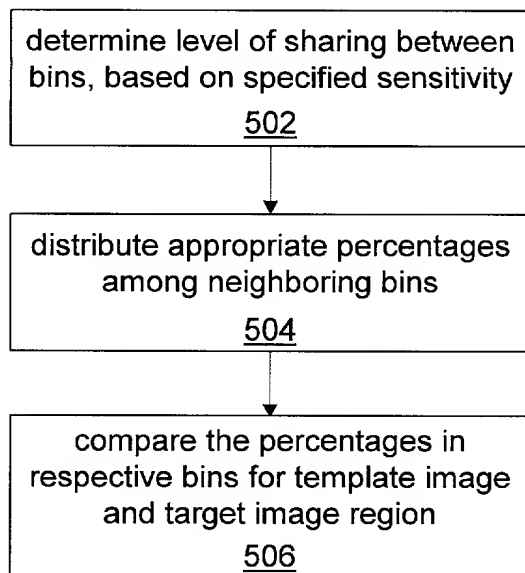 determine level of sharing between
bins, based on specified sensitivity
502
distribute appropriate percentages
among neighboring bins
504
compare the percentages in
respective bins for template image
and target image region
506